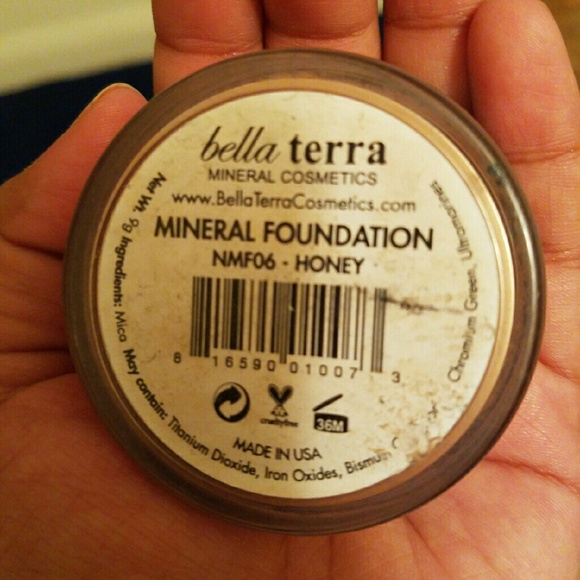 bella terra
MINERAL COSMETICS
www.BellaTerraCosmetics.com
MINERAL FOUNDATION
NMF06 - HONEY
8 16590 01007 3
crueltyfree
36M
MADE IN USA
Net Wt. 9g Ingredients: Mica May contain: Titanium Dioxide, Iron Oxides, Bismuth Chromium Green, Ultramarines